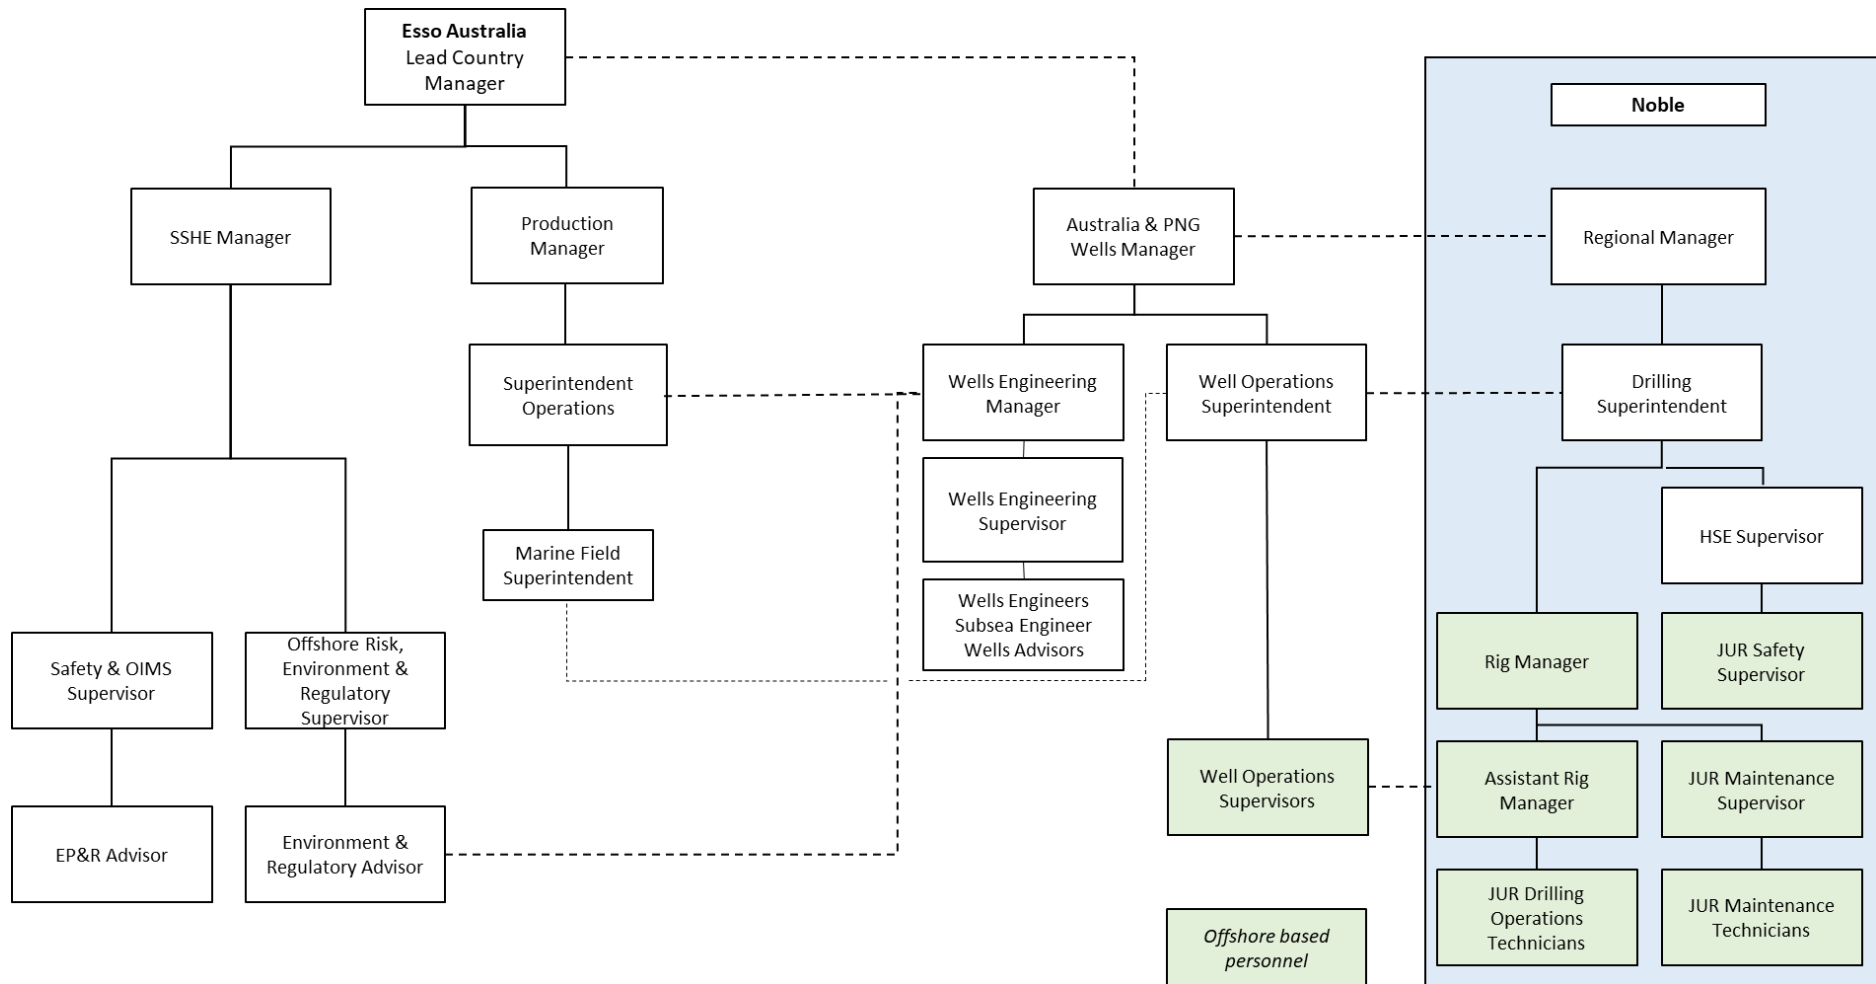 Esso Australia
Lead Country
Manager
Noble
SSHE Manager
Production
Manager
Australia & PNG
Wells Manager
Regional Manager
Superintendent
Operations
Wells Engineering
Manager
Well Operations
Superintendent
Drilling
Superintendent
Wells Engineering
Supervisor
HSE Supervisor
Marine Field
Superintendent
Wells Engineers
Subsea Engineer
Wells Advisors
Safety & OIMS
Supervisor
Offshore Risk,
Environment &
Regulatory
Supervisor
Rig Manager
JUR Safety
Supervisor
Well Operations
Supervisors
Assistant Rig
Manager
JUR Maintenance
Supervisor
EP&R Advisor
Environment &
Regulatory Advisor
JUR Drilling
Operations
Technicians
JUR Maintenance
Technicians
Offshore based
personnel